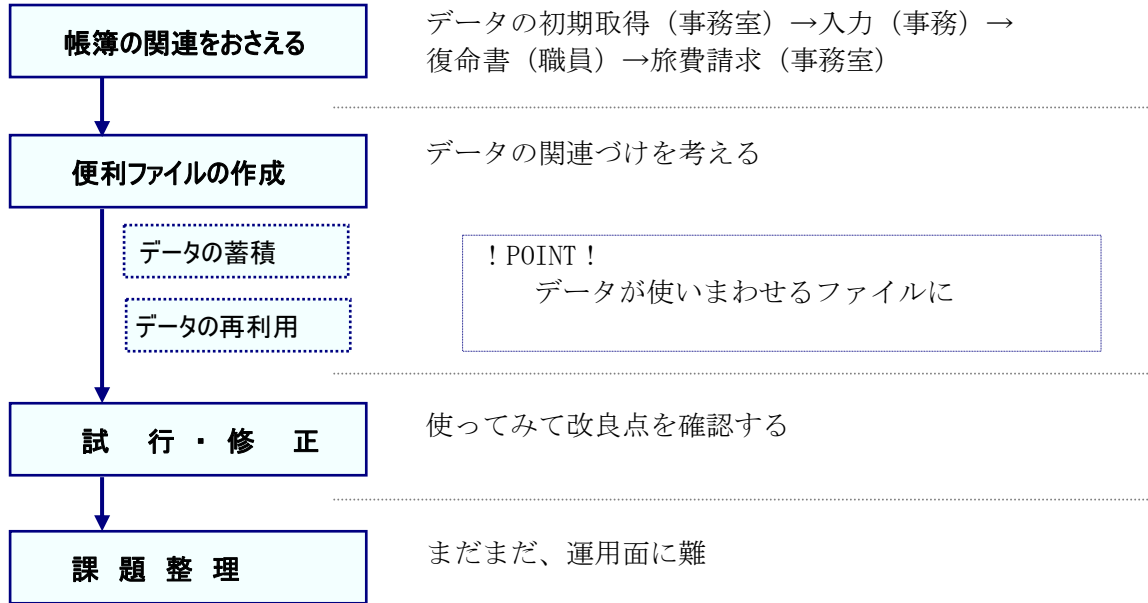 帳簿の関連をおさえる
データの初期取得（事務室）→入力（事務）→
復命書（職員）→旅費請求（事務室）
便利ファイルの作成
データの関連づけを考える
データの蓄積
データの再利用
！POINT！
データが使いまわせるファイルに
試　行・修　正
使ってみて改良点を確認する
課 題 整 理
まだまだ、運用面に難